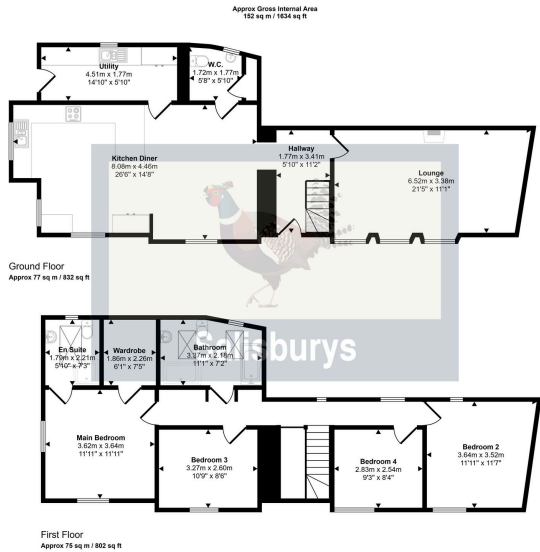 Approx Gross Internal Area
152 sq m / 1634 sq ft
Utility
4.51m x 1.77m
14'10" x 5'10"
W.C.
1.72m x 1.77m
5'8" x 5'10"
Kitchen Diner
8.08m x 4.46m
26'6" x 14'8"
Hallway
1.77m x 3.41m
5'10" x 11'2"
Lounge
6.52m x 3.38m
21'5" x 11'1"
Ground Floor
Approx 77 sq m / 832 sq ft
En Suite
1.79m x 2.21m
5'10" x 7'3"
Wardrobe
1.86m x 2.26m
6'1" x 7'5"
Bathroom
3.37m x 2.18m
11'1" x 7'2"
Salisburys
Main Bedroom
3.62m x 3.64m
11'11" x 11'11"
Bedroom 3
3.27m x 2.60m
10'9" x 8'6"
Bedroom 4
2.83m x 2.54m
9'3" x 8'4"
Bedroom 2
3.64m x 3.52m
11'11" x 11'7"
First Floor
Approx 75 sq m / 802 sq ft